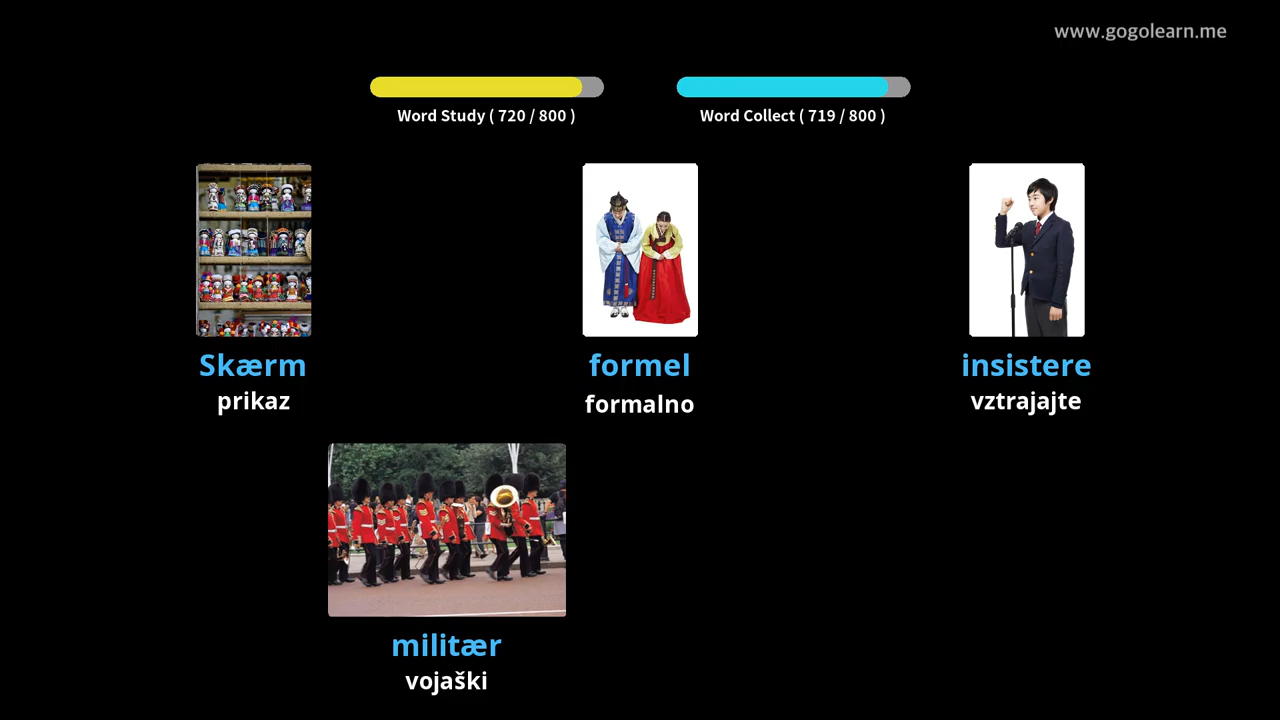 www.gogolearn.me
Word Study ( 720 / 800 )
Word Collect ( 719 / 800 )
Skærm
prikaz
formel
formalno
insistere
vztrajajte
militær
vojaški